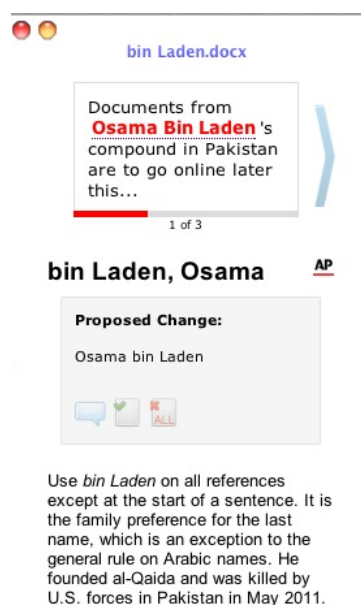 bin Laden.docx
Documents from
Osama Bin Laden 's
compound in Pakistan
are to go online later
this...
1 of 3
bin Laden, Osama
AP
Proposed Change:
Osama bin Laden
ALL
Use bin Laden on all references
except at the start of a sentence. It is
the family preference for the last
name, which is an exception to the
general rule on Arabic names. He
founded al-Qaida and was killed by
U.S. forces in Pakistan in May 2011.